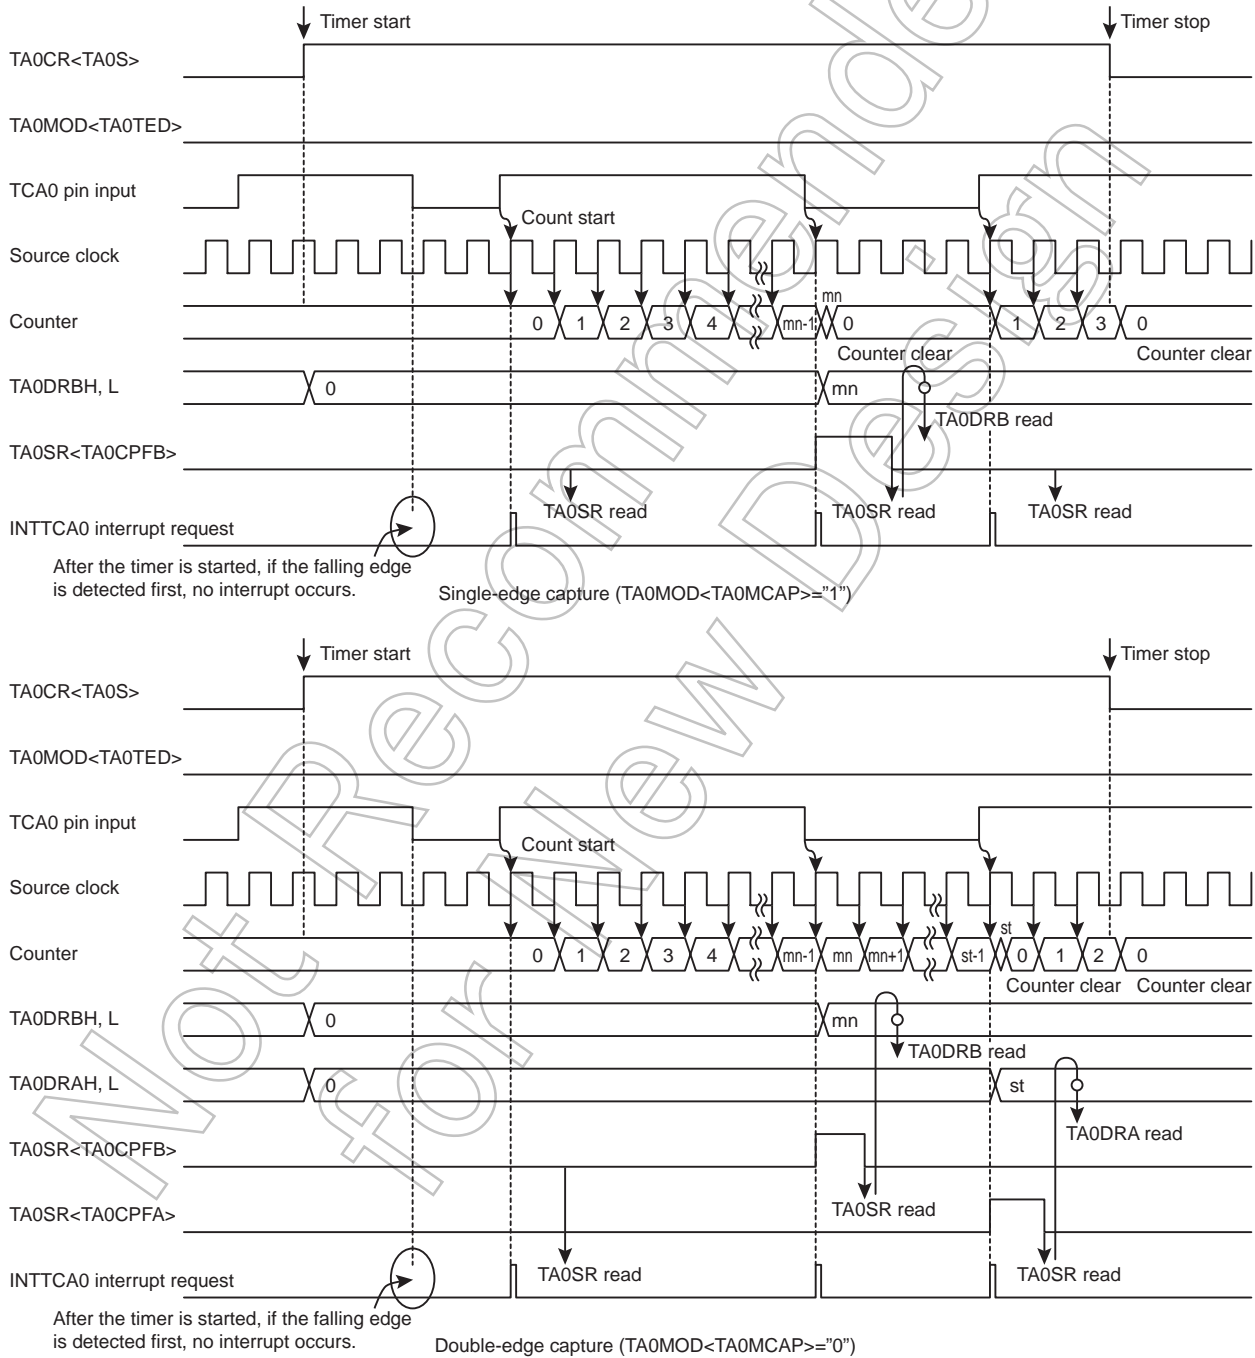 Timer start
Timer stop
TA0CR<TA0S>
TA0MOD<TA0TED>
TCA0 pin input
Count start
Source clock
mn
Counter
0 1 2 3 4 mn-1 0 1 2 3 0
Counter clear
Counter clear
TA0DRBH, L
0
mn
TA0DRB read
TA0SR<TA0CPFB>
TA0SR read
TA0SR read
TA0SR read
INTTCA0 interrupt request
After the timer is started, if the falling edge
is detected first, no interrupt occurs.
Single-edge capture (TA0MOD<TA0MCAP>="1")
Timer start
Timer stop
TA0CR<TA0S>
TA0MOD<TA0TED>
TCA0 pin input
Count start
Source clock
st
Counter
0 1 2 3 4 mn-1 mn mn+1 st-1 0 1 2 0
Counter clear
Counter clear
TA0DRBH, L
0
mn
TA0DRB read
TA0DRAH, L
0
st
TA0DRA read
TA0SR<TA0CPFB>
TA0SR read
TA0SR<TA0CPFA>
TA0SR read
TA0SR read
INTTCA0 interrupt request
After the timer is started, if the falling edge
is detected first, no interrupt occurs.
Double-edge capture (TA0MOD<TA0MCAP>="0")
Not Recommende
for New Design